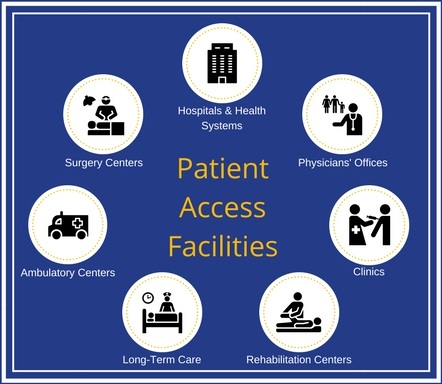 Hospitals & Health
Systems
Surgery Centers
Physicians' Offices
Patient
Access
Facilities
Ambulatory Centers
Clinics
Long-Term Care
Rehabilitation Centers